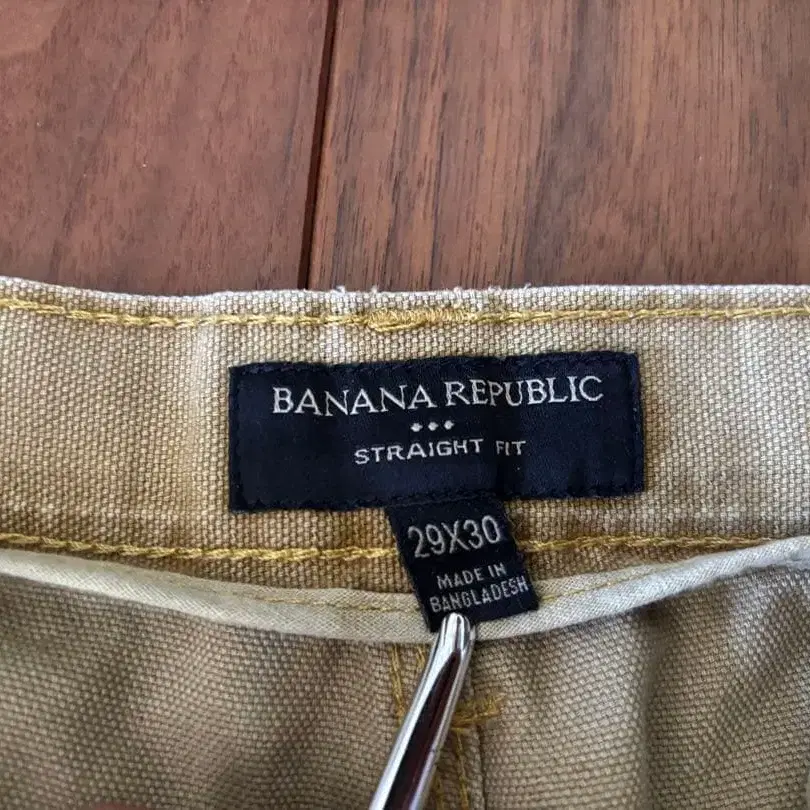 BANANA REPUBLIC
STRAIGHT FIT
29X30
MADE IN
BANGLADESH